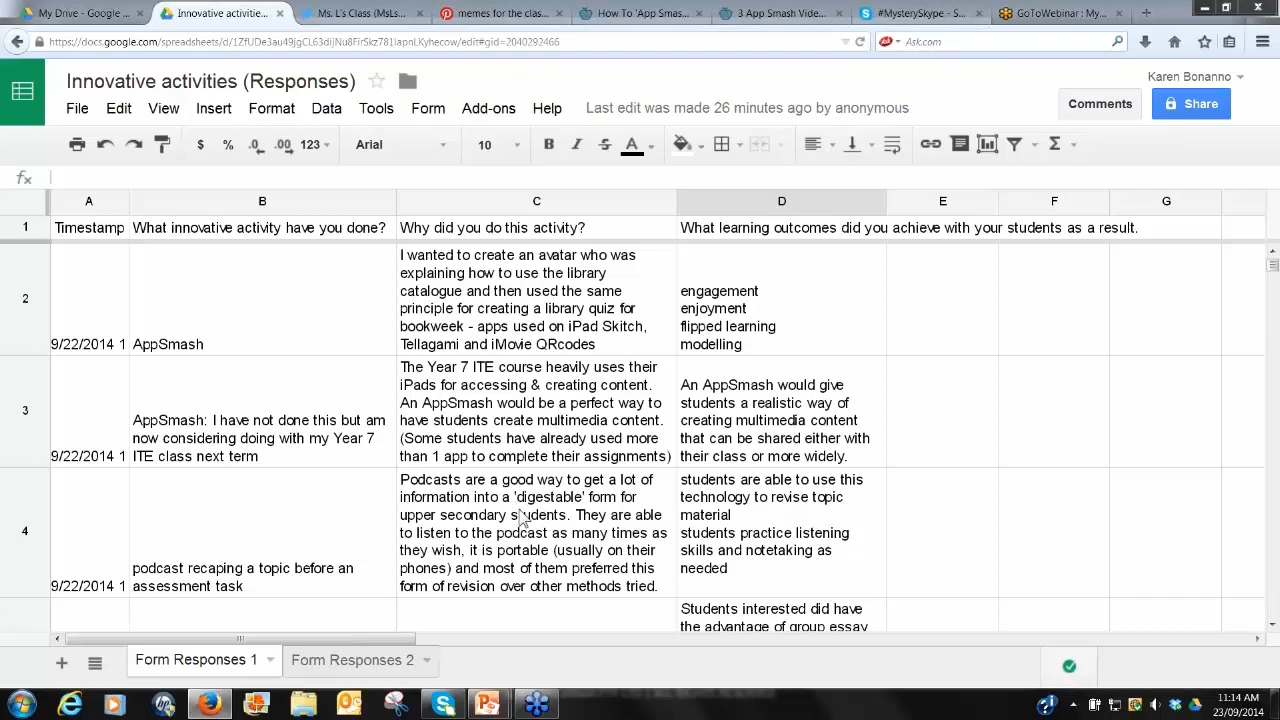 My Drive - Googl...
Innovative activitie...
Ms. L's Class (MsLs...
memes for the clas...
How To 'App Smas...
3 App Smash Vide...
#MysterySkype - S...
GoToWebinar : My...
https://docs.google.com/spreadsheets/d/1ZfUDe3au49jgCL63dijNu8FirSkz781IapnLKyhecow/edit#gid=2040292466
Ask.com
Innovative activities (Responses)
Karen Bonanno
File Edit View Insert Format Data Tools Form Add-ons Help
Last edit was made 26 minutes ago by anonymous
Comments
Share
$ % .0 .00 123
Arial
10
B I S A
Σ
fx
A B C D E F G
1
Timestamp
What innovative activity have you done?
Why did you do this activity?
What learning outcomes did you achieve with your students as a result.
2
9/22/2014 1
AppSmash
I wanted to create an avatar who was
explaining how to use the library
catalogue and then used the same
principle for creating a library quiz for
bookweek - apps used on iPad Skitch,
Tellagami and iMovie QRcodes
engagement
enjoyment
flipped learning
modelling
3
9/22/2014 1
AppSmash: I have not done this but am
now considering doing with my Year 7
ITE class next term
The Year 7 ITE course heavily uses their
iPads for accessing & creating content.
An AppSmash would be a perfect way to
have students create multimedia content.
(Some students have already used more
than 1 app to complete their assignments)
An AppSmash would give
students a realistic way of
creating multimedia content
that can be shared either with
their class or more widely.
4
9/22/2014 1
podcast recaping a topic before an
assessment task
Podcasts are a good way to get a lot of
information into a 'digestable' form for
upper secondary students. They are able
to listen to the podcast as many times as
they wish, it is portable (usually on their
phones) and most of them preferred this
form of revision over other methods tried.
students are able to use this
technology to revise topic
material
students practice listening
skills and notetaking as
needed
Students interested did have
the advantage of group essay
Form Responses 1
Form Responses 2
11:14 AM
23/09/2014